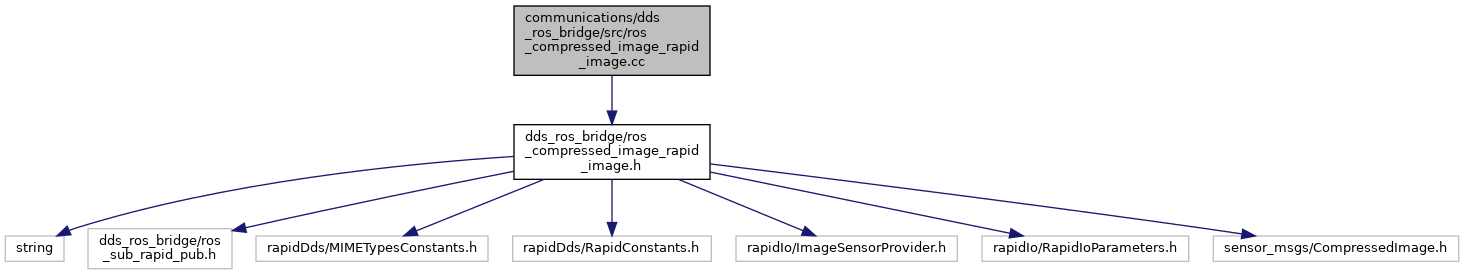 communications/dds
_ros_bridge/src/ros
_compressed_image_rapid
_image.cc
dds_ros_bridge/ros
_compressed_image_rapid
_image.h
string
dds_ros_bridge/ros
_sub_rapid_pub.h
rapidDds/MIMETypesConstants.h
rapidDds/RapidConstants.h
rapidIo/ImageSensorProvider.h
rapidIo/RapidIoParameters.h
sensor_msgs/CompressedImage.h